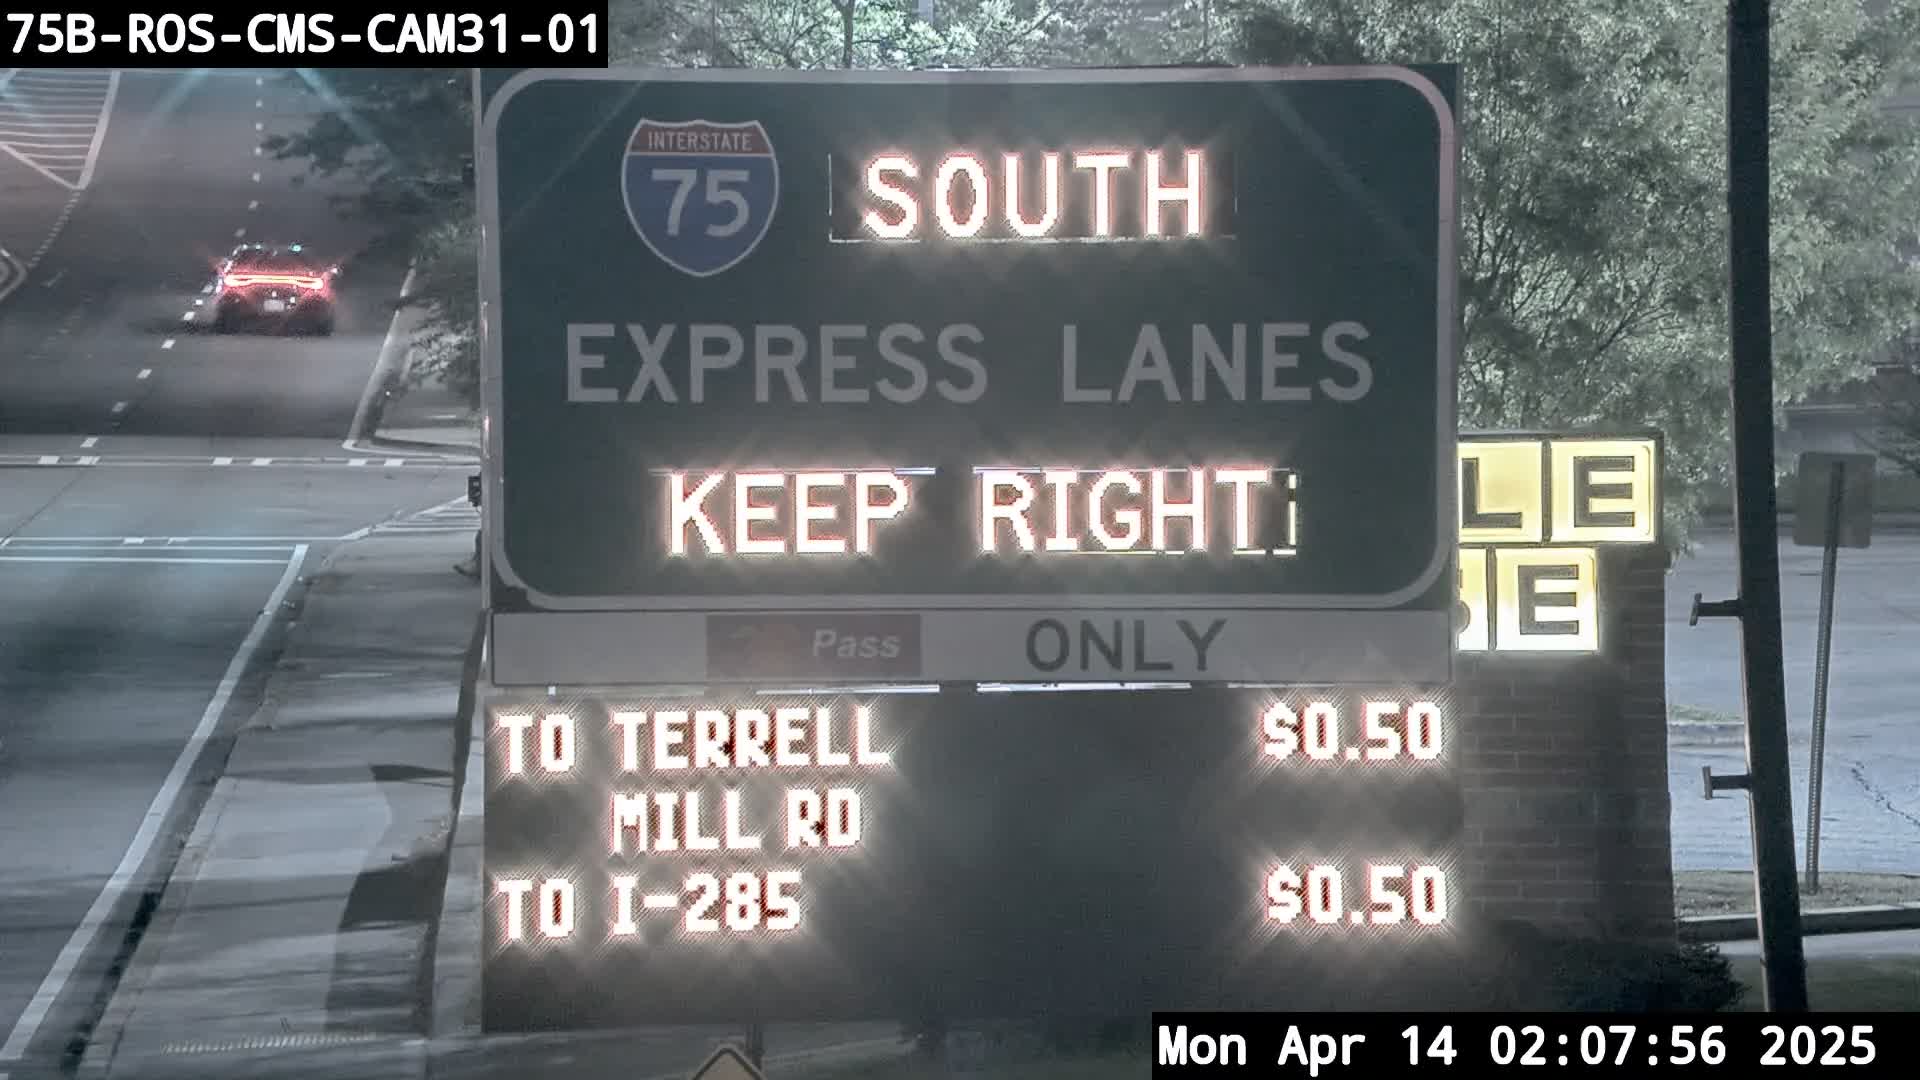 75B-ROS-CMS-CAM31-01
INTERSTATE
75
SOUTH
EXPRESS LANES
KEEP RIGHT
LE
Pass ONLY
TO TERRELL $0.50
MILL RD
TO I-285 $0.50
Mon Apr 14 02:07:56 2025